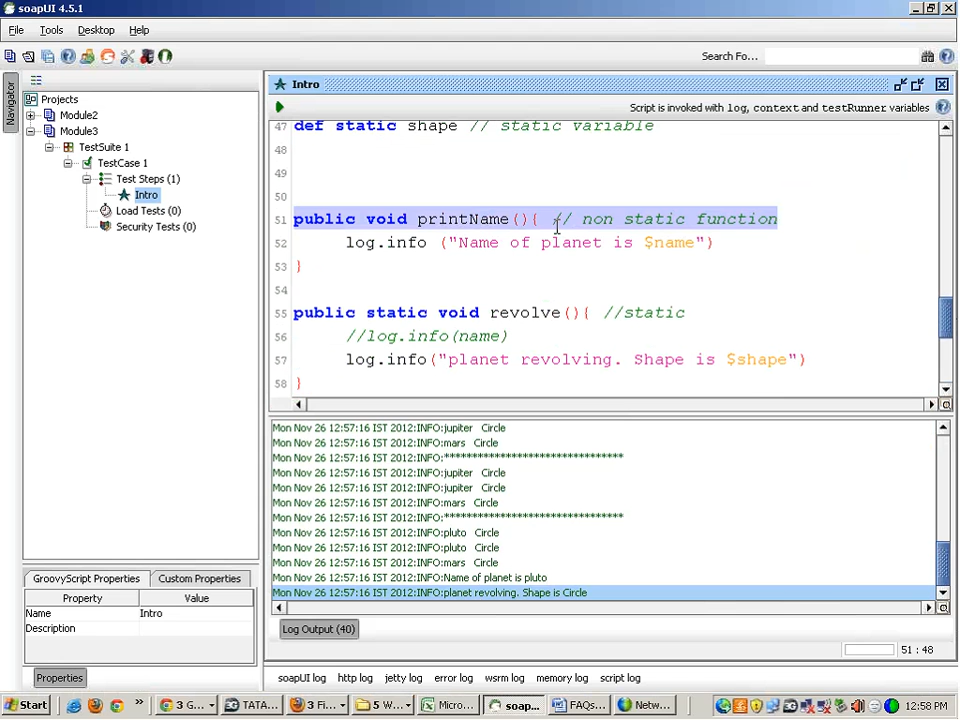 soapUI 4.5.1
File Tools Desktop Help
Search Fo...
Navigator
Projects
Module2
Module3
TestSuite 1
TestCase 1
Test Steps (1)
Intro
Load Tests (0)
Security Tests (0)
Intro
Script is invoked with log, context and testRunner variables
47 def static shape // static variable
48
49
50
51 public void printName(){ // non static function
52 log.info ("Name of planet is $name")
53 }
54
55 public static void revolve(){ //static
56 //log.info(name)
57 log.info("planet revolving. Shape is $shape")
58 }
Mon Nov 26 12:57:16 IST 2012:INFO:jupiter Circle
Mon Nov 26 12:57:16 IST 2012:INFO:mars Circle
Mon Nov 26 12:57:16 IST 2012:INFO:********************************
Mon Nov 26 12:57:16 IST 2012:INFO:jupiter Circle
Mon Nov 26 12:57:16 IST 2012:INFO:jupiter Circle
Mon Nov 26 12:57:16 IST 2012:INFO:mars Circle
Mon Nov 26 12:57:16 IST 2012:INFO:********************************
Mon Nov 26 12:57:16 IST 2012:INFO:pluto Circle
Mon Nov 26 12:57:16 IST 2012:INFO:pluto Circle
Mon Nov 26 12:57:16 IST 2012:INFO:mars Circle
Mon Nov 26 12:57:16 IST 2012:INFO:Name of planet is pluto
Mon Nov 26 12:57:16 IST 2012:INFO:planet revolving. Shape is Circle
Log Output (40)
51 : 48
GroovyScript Properties Custom Properties
Property Value
Name Intro
Description
Properties
soapUI log http log jetty log error log wsrm log memory log script log
Start » 3 G... TATA... 3 Fi... 5 W... Micro... soap... FAQs... Netw... 12:58 PM